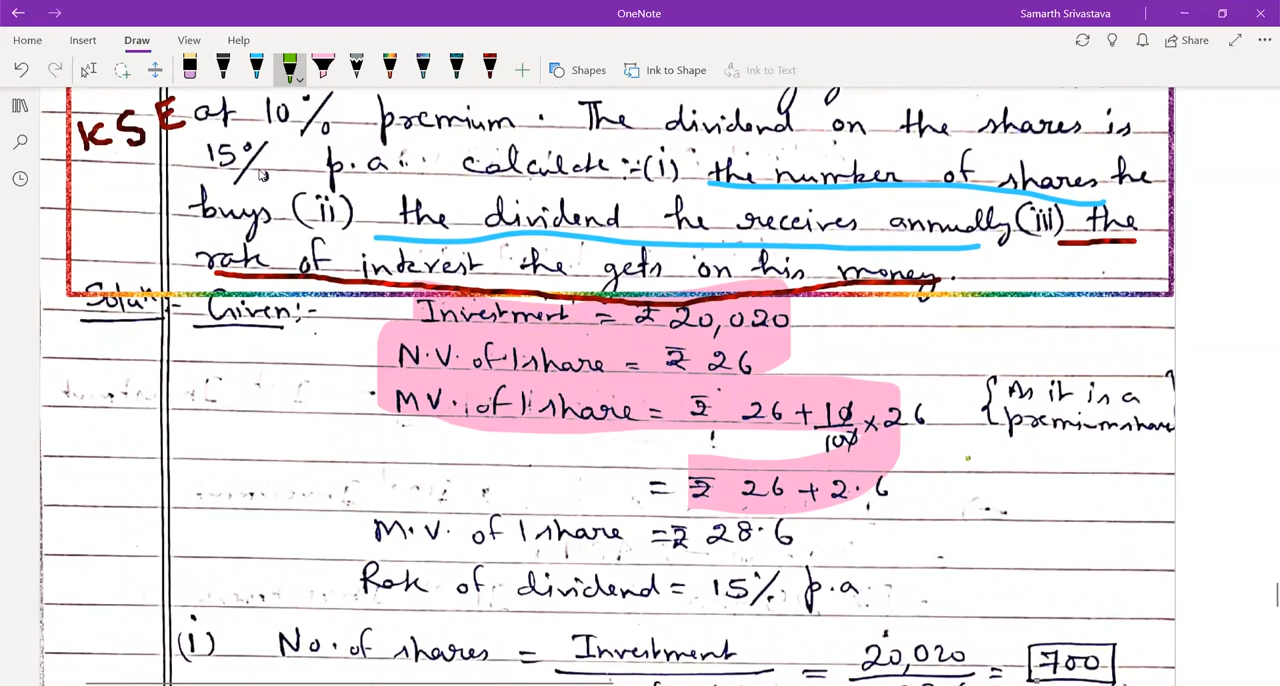 OneNote
Samarth Srivastava
Home Insert Draw View Help
Share
Shapes Ink to Shape Ink to Text
KSE at 10% premium. The dividend on the shares is
15% p.a. calculate :-(i) the number of shares he
buys (ii) the dividend he receives annually (iii) the
rate of interest the gets on his money.
Soluti:- Given:- Investment = ₹ 20,020
N.V. of 1 share = ₹ 26
M.V. of 1 share = ₹ 26 + 10/100 × 26 {As it is a
premium share
= ₹ 26 + 2.6
M.V. of 1 share = ₹ 28.6
Rate of dividend = 15% p.a.
(i) No. of shares = Investment = 20,020 = 700